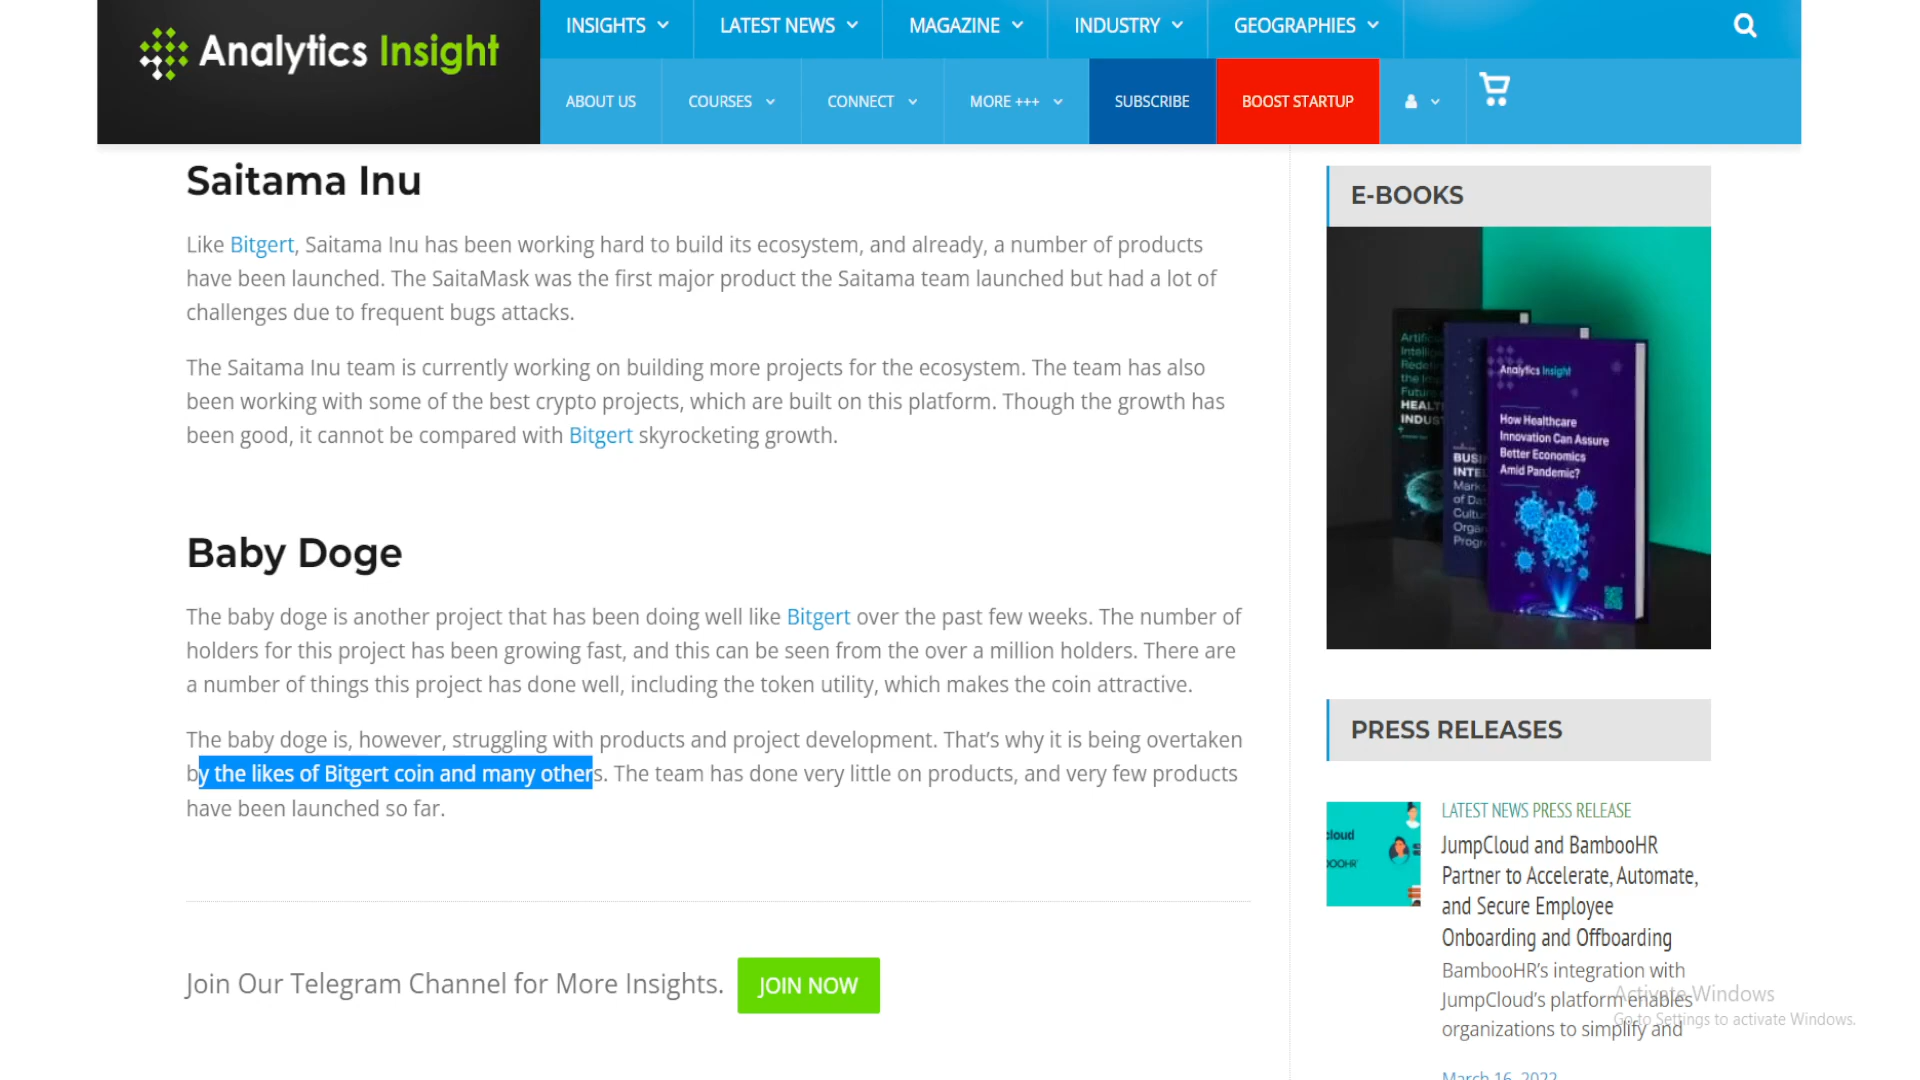 Analytics Insight
INSIGHTS
LATEST NEWS
MAGAZINE
INDUSTRY
GEOGRAPHIES
ABOUT US
COURSES
CONNECT
MORE +++
SUBSCRIBE
BOOST STARTUP
Saitama Inu
Like Bitgert, Saitama Inu has been working hard to build its ecosystem, and already, a number of products
have been launched. The SaitaMask was the first major product the Saitama team launched but had a lot of
challenges due to frequent bugs attacks.
The Saitama Inu team is currently working on building more projects for the ecosystem. The team has also
been working with some of the best crypto projects, which are built on this platform. Though the growth has
been good, it cannot be compared with Bitgert skyrocketing growth.
Baby Doge
The baby doge is another project that has been doing well like Bitgert over the past few weeks. The number of
holders for this project has been growing fast, and this can be seen from the over a million holders. There are
a number of things this project has done well, including the token utility, which makes the coin attractive.
The baby doge is, however, struggling with products and project development. That's why it is being overtaken
by the likes of Bitgert coin and many others. The team has done very little on products, and very few products
have been launched so far.
Join Our Telegram Channel for More Insights.
JOIN NOW
E-BOOKS
Analytics Insight
How Healthcare
Innovation Can Assure
Better Economics
Amid Pandemic?
PRESS RELEASES
cloud
LATEST NEWS PRESS RELEASE
JumpCloud and BambooHR
Partner to Accelerate, Automate,
and Secure Employee
Onboarding and Offboarding
BambooHR's integration with
JumpCloud's platform enables
organizations to simplify and
March 16, 2022
Activate Windows
Go to Settings to activate Windows.